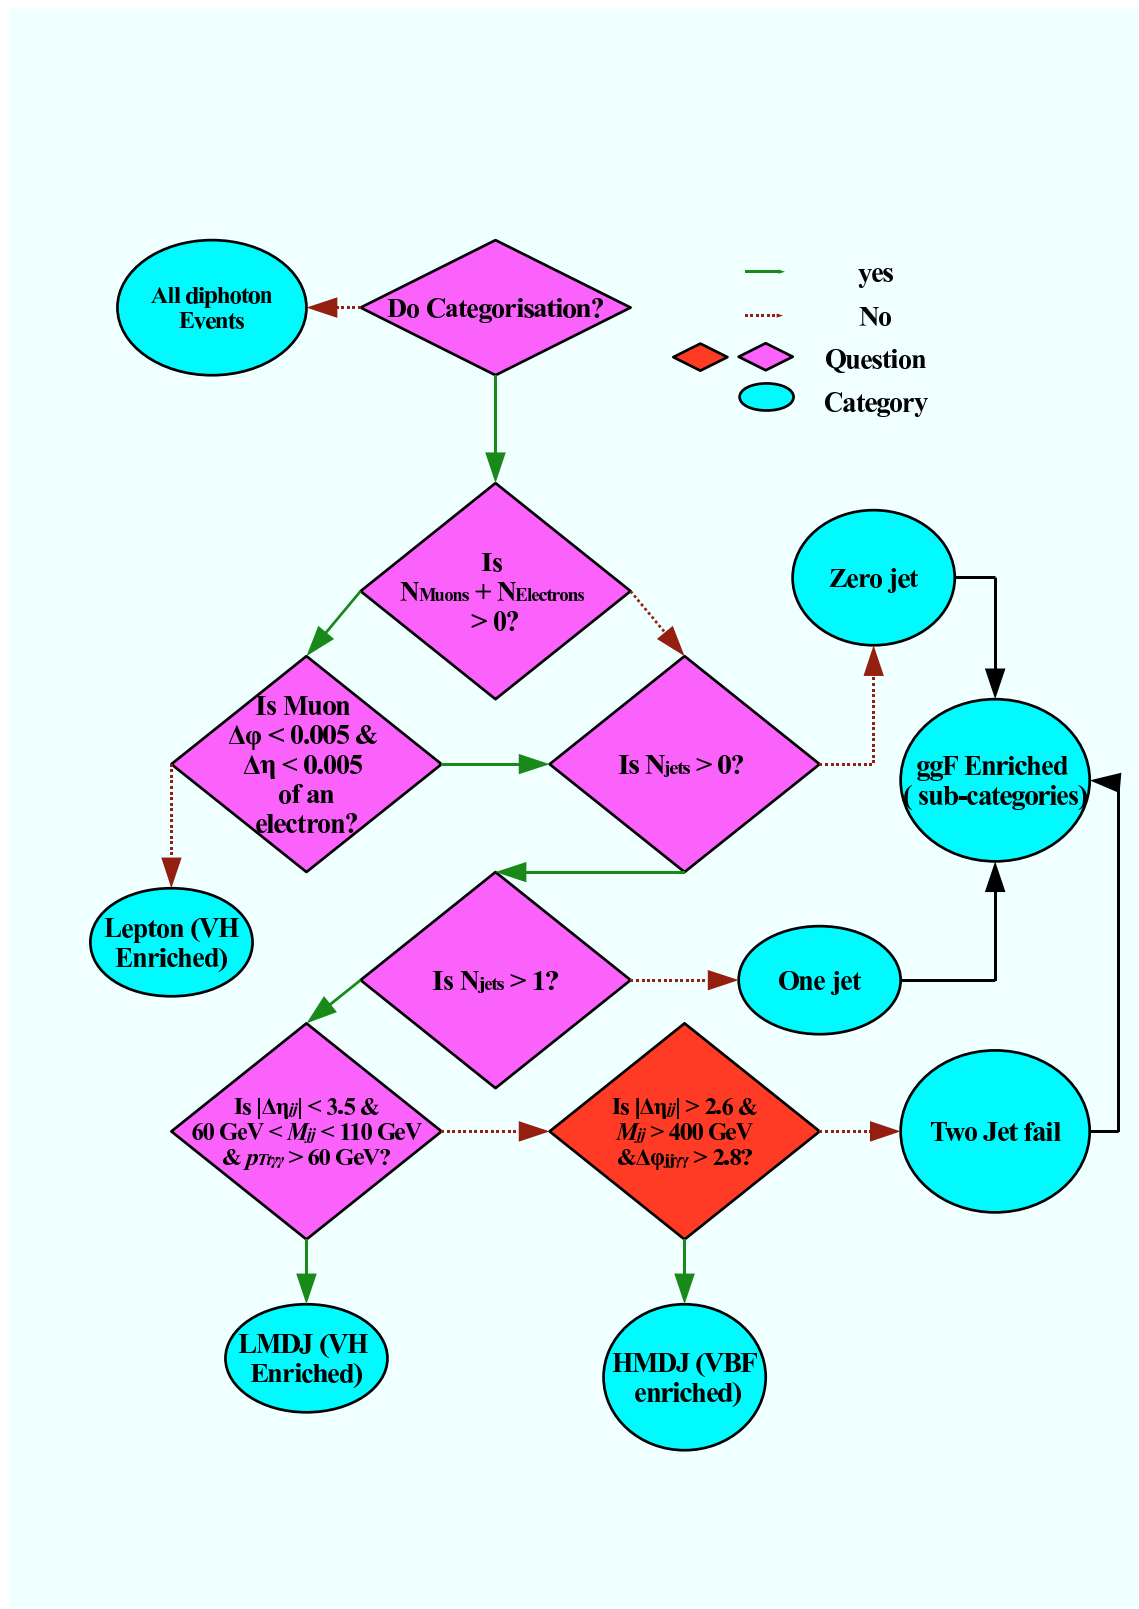 All diphoton
Events
Do Categorisation?
yes
No
Question
Category
Is
NMuons + NElectrons
> 0?
Zero jet
Is Muon
Δφ < 0.005 &
Δη < 0.005
of an
electron?
Is Njets > 0?
ggF Enriched
( sub-categories)
Lepton (VH
Enriched)
Is Njets > 1?
One jet
Is |Δηjj| < 3.5 &
60 GeV < Mjj < 110 GeV
& pTtγγ > 60 GeV?
Is |Δηjj| > 2.6 &
Mjj > 400 GeV
&Δφjjγγ > 2.8?
Two Jet fail
LMDJ (VH
Enriched)
HMDJ (VBF
enriched)